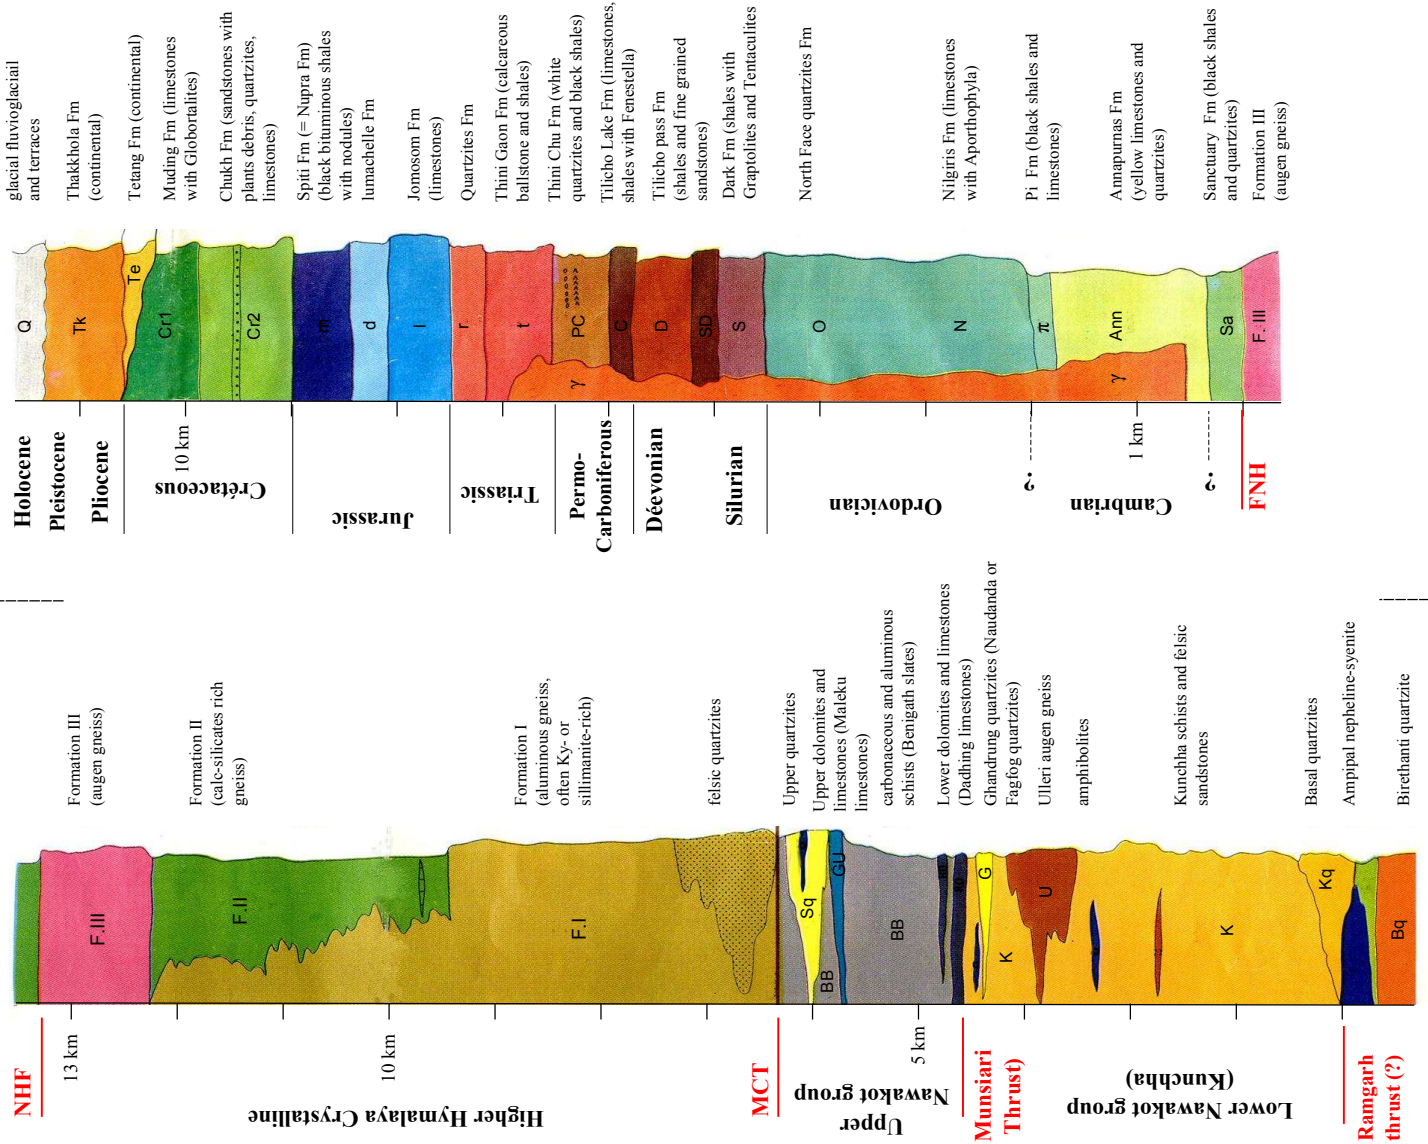 glacial fluvioglaciail
and terraces
Thakkhola Fm
(continental)
Tetang Fm (continental)
Muding Fm (limestones
with Globortalites)
Chukh Fm (sandstones with
plants debris, quartzites,
limestones)
Spiti Fm (= Nupra Fm)
(black bituminous shales
with nodules)
lumachelle Fm
Jomosom Fm
(limestones)
Quartzites Fm
Thini Gaon Fm (calcareous
ballstone and shales)
Thini Chu Fm (white
quartzites and black shales)
Tilicho Lake Fm (limestones,
shales with Fenestella)
Tilicho pass Fm
(shales and fine grained
sandstones)
Dark Fm (shales with
Graptolites and Tentaculites
North Face quartzites Fm
Nilgiris Fm (limestones
with Aporthophyla)
Pi Fm (black shales and
limestones)
Annapurnas Fm
(yellow limestones and
quartzites)
Sanctuary Fm (black shales
and quartzites)
Formation III
(augen gneiss)
Q
Tk
Te
Cr1
Cr2
m
d
l
r
t
PC
γ
C
D
SD
S
O
N
π
Ann
γ
Sa
F. III
10 km
1 km
Holocene
Pleistocene
Pliocene
Crétaceous
Jurassic
Triassic
Permo-
Carboniferous
Déevonian
Silurian
Ordovician
?
Cambrian
?
FNH
Formation III
(augen gneiss)
Formation II
(calc-silicates rich
gneiss)
Formation I
(aluminous gneiss,
often Ky- or
sillimanite-rich)
felsic quartzites
Upper quartzites
Upper dolomites and
limestones (Maleku
limestones)
carbonaceous and aluminous
schists (Benigath slates)
Lower dolomites and limestones
(Dadhing limestones)
Ghandrung quartzites (Naudanda or
Fagfog quartzites)
Ulleri augen gneiss
amphibolites
Kunchha schists and felsic
sandstones
Basal quartzites
Ampipal nepheline-syenite
Birethanti quartzite
F.III
F.II
F.I
Sq
BB
GU
BB
G
K
U
K
Kq
Bq
13 km
10 km
5 km
NHF
Higher Hymalaya Crystalline
MCT
Upper
Nawakot group
Munsiari
Thrust)
Lower Nawakot group
(Kunchha)
Ramgarh
thrust (?)